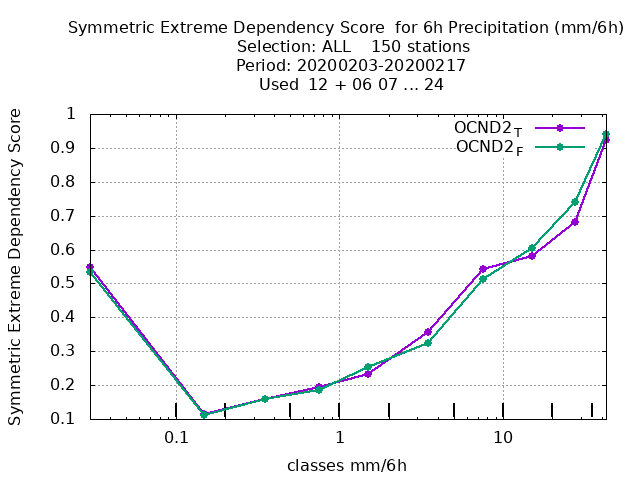 Symmetric Extreme Dependency Score  for 6h Precipitation (mm/6h)
Selection: ALL    150 stations
Period: 20200203-20200217
Used  12 + 06 07 ... 24
Symmetric Extreme Dependency Score
1
0.9
0.8
0.7
0.6
0.5
0.4
0.3
0.2
0.1
OCND2T
OCND2F
0.1 1 10
classes mm/6h